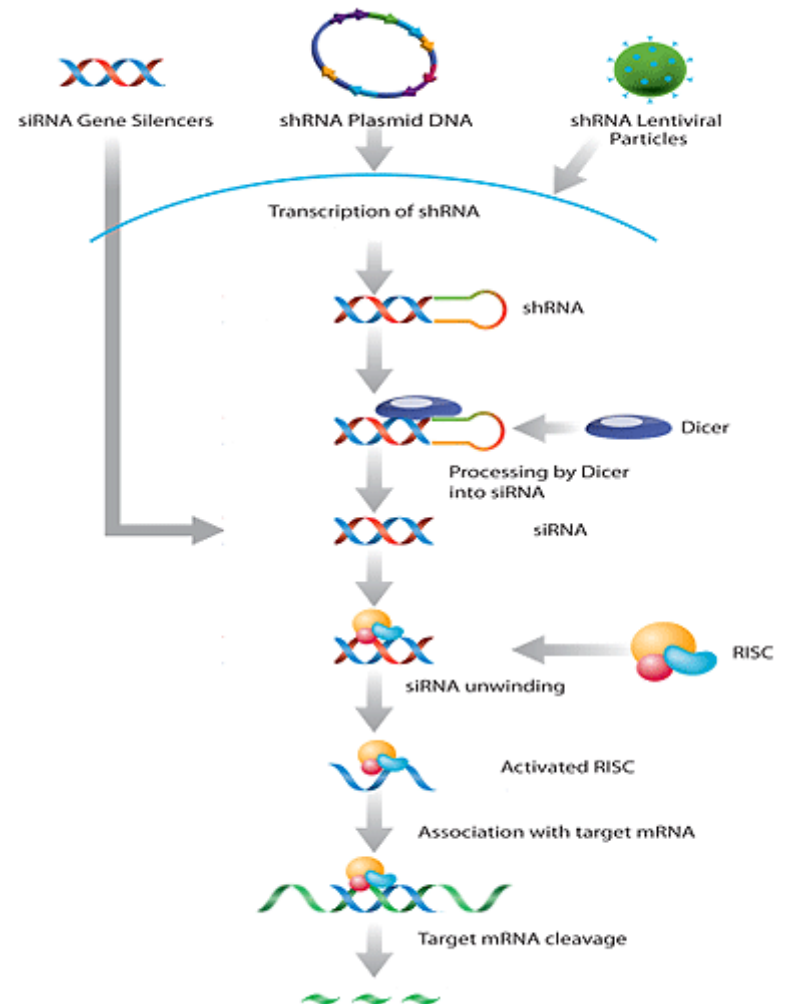 siRNA Gene Silencers
shRNA Plasmid DNA
shRNA Lentiviral
Particles
Transcription of shRNA
shRNA
Dicer
Processing by Dicer
into siRNA
siRNA
RISC
siRNA unwinding
Activated RISC
Association with target mRNA
Target mRNA cleavage